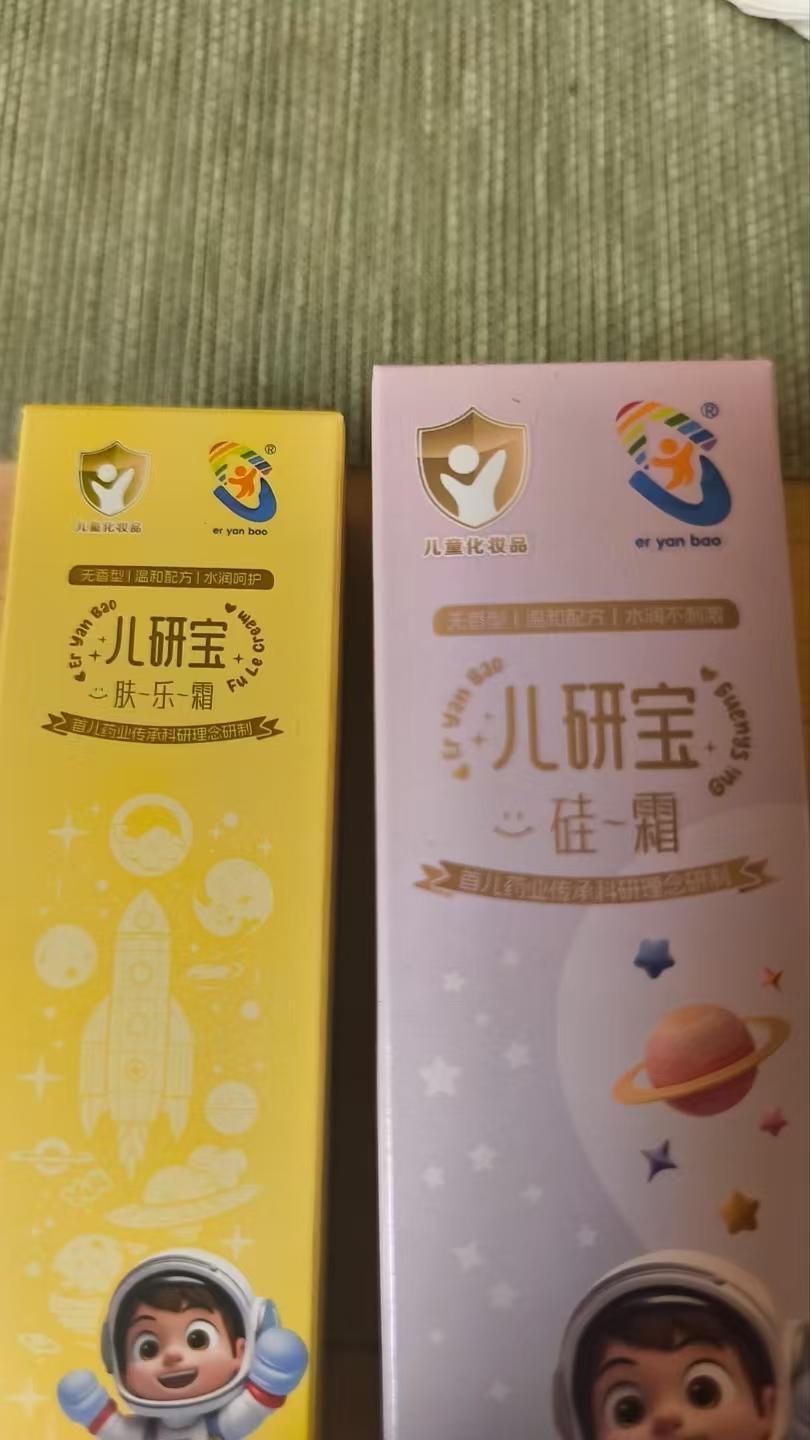 儿童化妆品
®
er yan bao
无香型 | 温和配方 | 水润呵护
Er Yan Bao
Fu Le Cream
儿研宝
肤~乐~霜
首儿药业传承科研理念研制
儿童化妆品
®
er yan bao
无香型 | 温和配方 | 水润不刺激
Er Yan Bao
儿研宝
硅~霜
首儿药业传承科研理念研制